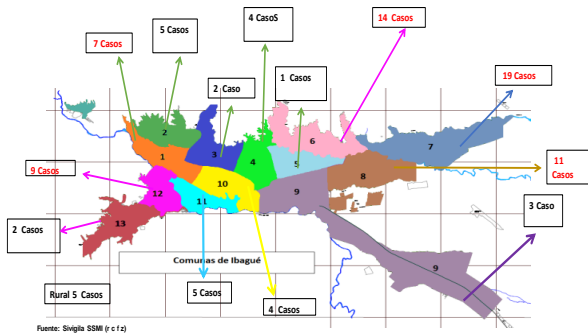 4 CasoS
5 Casos
14 Casos
7 Casos
2 Caso
1 Casos
19 Casos
2
6
7
1
3
4
5
9 Casos
10
8
11
Casos
12
11
9
3 Caso
13
2 Casos
Comunas de Ibagué
9
Rural 5 Casos
5 Casos
4 Casos
Fuente: Sivigila SSMI (r c f z)